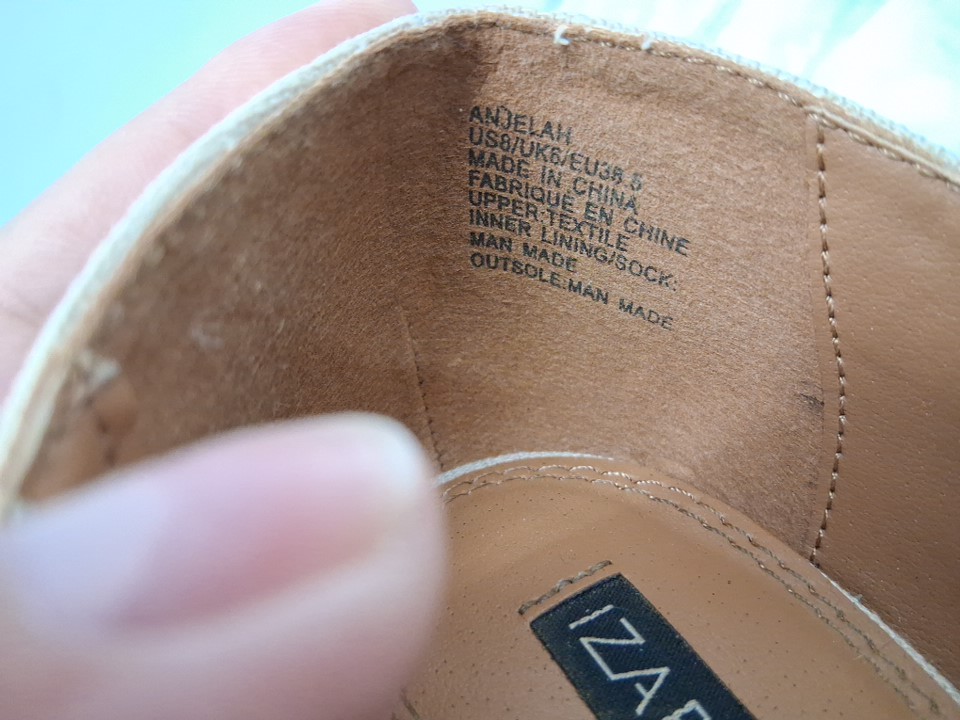 ANJELAH
US8/UK6/EU38.5
MADE IN CHINA
FABRIQUE EN CHINE
UPPER:TEXTILE
INNER LINING/SOCK:
MAN MADE
OUTSOLE:MAN MADE